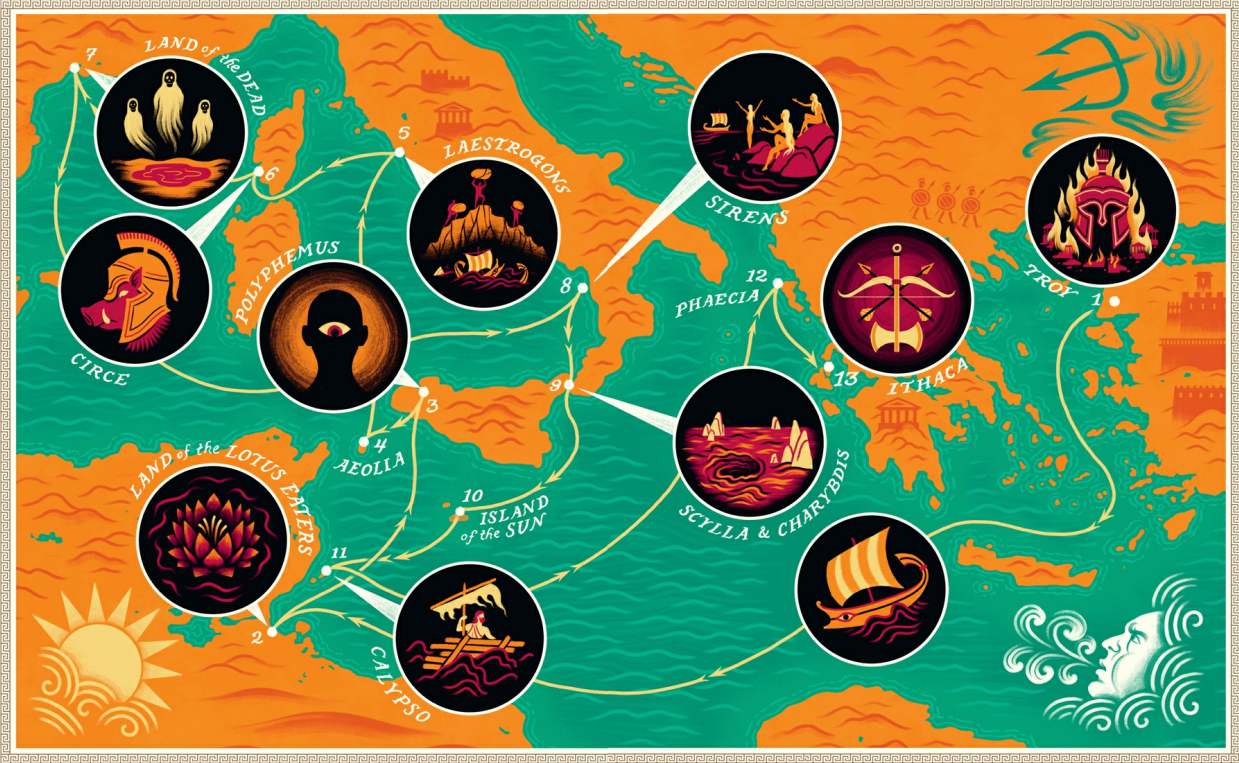 7
LAND of the DEAD
5
LAESTROGONS
6
SIRENS
TROY
1
POLYPHEMUS
8
12
PHAECIA
CIRCE
9
13
ITHACA
3
4
AEOLIA
LAND of the LOTUS EATERS
10
ISLAND
of the SUN
SCYLLA & CHARYBDIS
11
2
CALYPSO